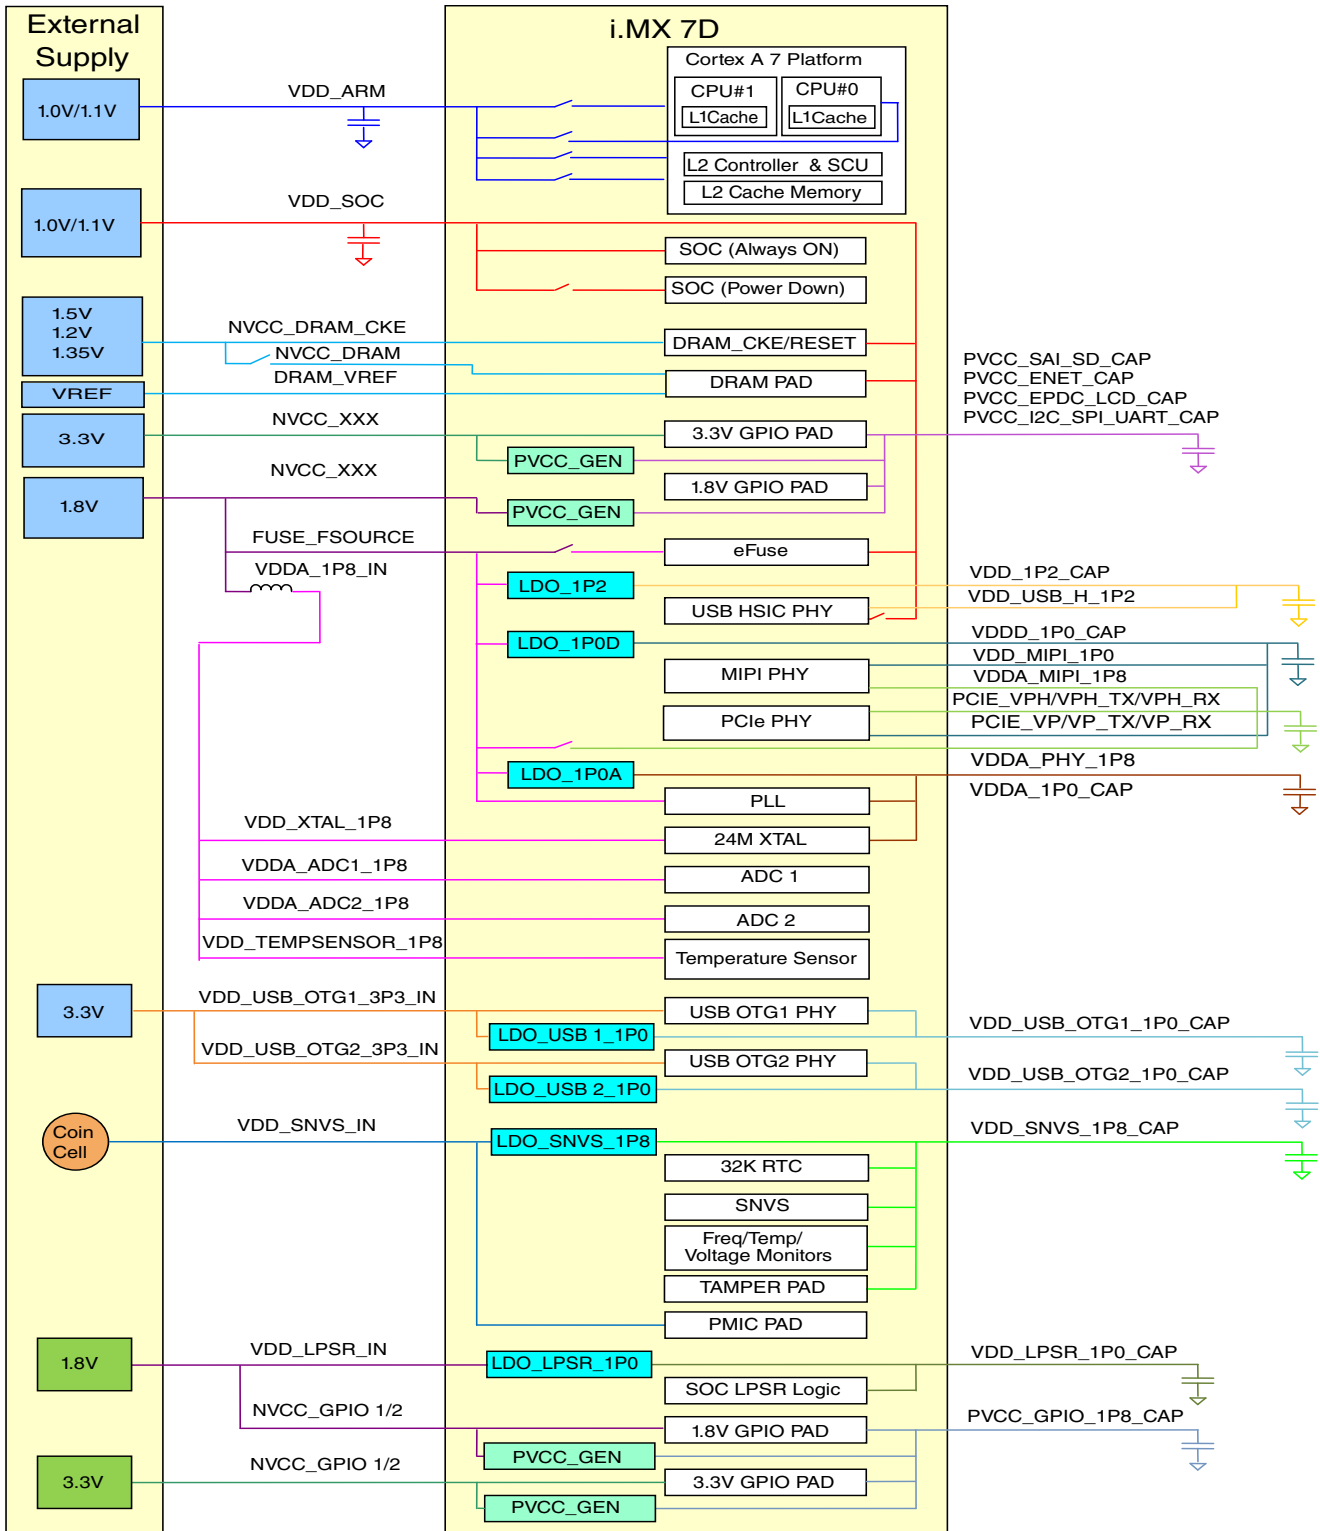 External
Supply
i.MX 7D
Cortex A 7 Platform
CPU#1
CPU#0
L1Cache
L1Cache
L2 Controller & SCU
L2 Cache Memory
1.0V/1.1V
VDD_ARM
1.0V/1.1V
VDD_SOC
SOC (Always ON)
SOC (Power Down)
1.5V
1.2V
1.35V
NVCC_DRAM_CKE
NVCC_DRAM
DRAM_VREF
DRAM_CKE/RESET
DRAM PAD
VREF
3.3V
NVCC_XXX
3.3V GPIO PAD
PVCC_GEN
PVCC_SAI_SD_CAP
PVCC_ENET_CAP
PVCC_EPDC_LCD_CAP
PVCC_I2C_SPI_UART_CAP
1.8V
NVCC_XXX
1.8V GPIO PAD
PVCC_GEN
FUSE_FSOURCE
eFuse
VDDA_1P8_IN
LDO_1P2
VDD_1P2_CAP
USB HSIC PHY
VDD_USB_H_1P2
LDO_1P0D
VDDD_1P0_CAP
MIPI PHY
VDD_MIPI_1P0
VDDA_MIPI_1P8
PCIe PHY
PCIE_VPH/VPH_TX/VPH_RX
PCIE_VP/VP_TX/VP_RX
LDO_1P0A
VDDA_PHY_1P8
VDDA_1P0_CAP
PLL
VDD_XTAL_1P8
24M XTAL
VDDA_ADC1_1P8
ADC 1
VDDA_ADC2_1P8
ADC 2
VDD_TEMPSENSOR_1P8
Temperature Sensor
3.3V
VDD_USB_OTG1_3P3_IN
USB OTG1 PHY
LDO_USB 1_1P0
VDD_USB_OTG1_1P0_CAP
VDD_USB_OTG2_3P3_IN
USB OTG2 PHY
LDO_USB 2_1P0
VDD_USB_OTG2_1P0_CAP
Coin
Cell
VDD_SNVS_IN
LDO_SNVS_1P8
VDD_SNVS_1P8_CAP
32K RTC
SNVS
Freq/Temp/
Voltage Monitors
TAMPER PAD
PMIC PAD
1.8V
VDD_LPSR_IN
LDO_LPSR_1P0
VDD_LPSR_1P0_CAP
SOC LPSR Logic
NVCC_GPIO 1/2
1.8V GPIO PAD
PVCC_GPIO_1P8_CAP
PVCC_GEN
3.3V
NVCC_GPIO 1/2
3.3V GPIO PAD
PVCC_GEN